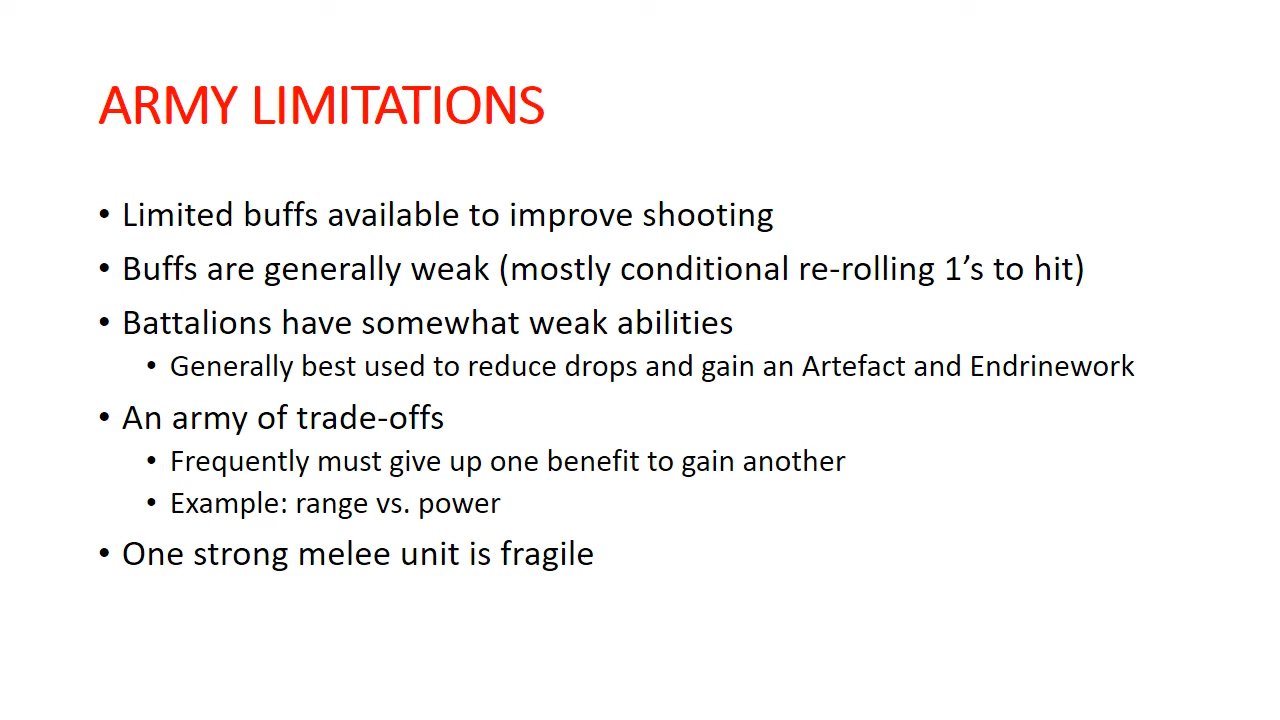 ARMY LIMITATIONS
• Limited buffs available to improve shooting
• Buffs are generally weak (mostly conditional re-rolling 1’s to hit)
• Battalions have somewhat weak abilities
• Generally best used to reduce drops and gain an Artefact and Endrinework
• An army of trade-offs
• Frequently must give up one benefit to gain another
• Example: range vs. power
• One strong melee unit is fragile